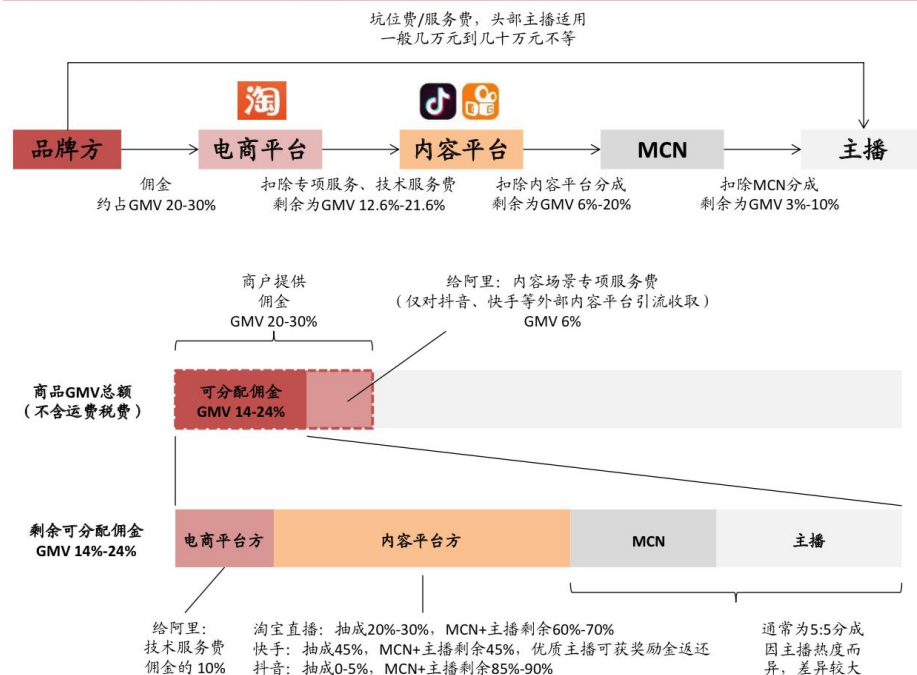 坑位费/服务费，头部主播适用
一般几万元到几十万元不等
淘
品牌方
电商平台
内容平台
MCN
主播
佣金
约占GMV 20-30%
扣除专项服务、技术服务费
剩余为GMV 12.6%-21.6%
扣除内容平台分成
剩余为GMV 6%-20%
扣除MCN分成
剩余为GMV 3%-10%
商户提供
佣金
GMV 20-30%
给阿里：内容场景专项服务费
（仅对抖音、快手等外部内容平台引流收取）
GMV 6%
商品GMV总额
（不含运费税费）
可分配佣金
GMV 14-24%
剩余可分配佣金
GMV 14%-24%
电商平台方
内容平台方
MCN
主播
给阿里：
技术服务费
佣金的 10%
淘宝直播：抽成20%-30%，MCN+主播剩余60%-70%
快手：抽成45%，MCN+主播剩余45%，优质主播可获奖励金返还
抖音：抽成0-5%，MCN+主播剩余85%-90%
通常为5:5分成
因主播热度而
异，差异较大